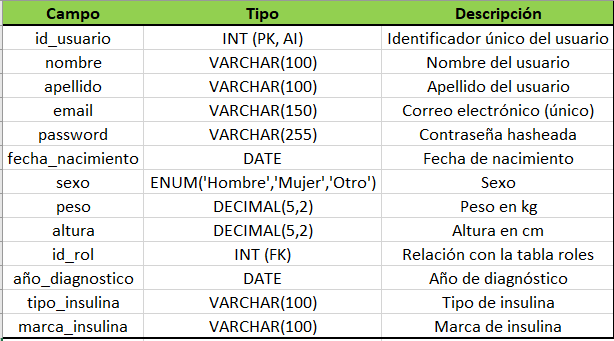 Campo Tipo Descripción
id_usuario INT (PK, AI) Identificador único del usuario
nombre VARCHAR(100) Nombre del usuario
apellido VARCHAR(100) Apellido del usuario
email VARCHAR(150) Correo electrónico (único)
password VARCHAR(255) Contraseña hasheada
fecha_nacimiento DATE Fecha de nacimiento
sexo ENUM('Hombre','Mujer','Otro') Sexo
peso DECIMAL(5,2) Peso en kg
altura DECIMAL(5,2) Altura en cm
id_rol INT (FK) Relación con la tabla roles
año_diagnostico DATE Año de diagnóstico
tipo_insulina VARCHAR(100) Tipo de insulina
marca_insulina VARCHAR(100) Marca de insulina